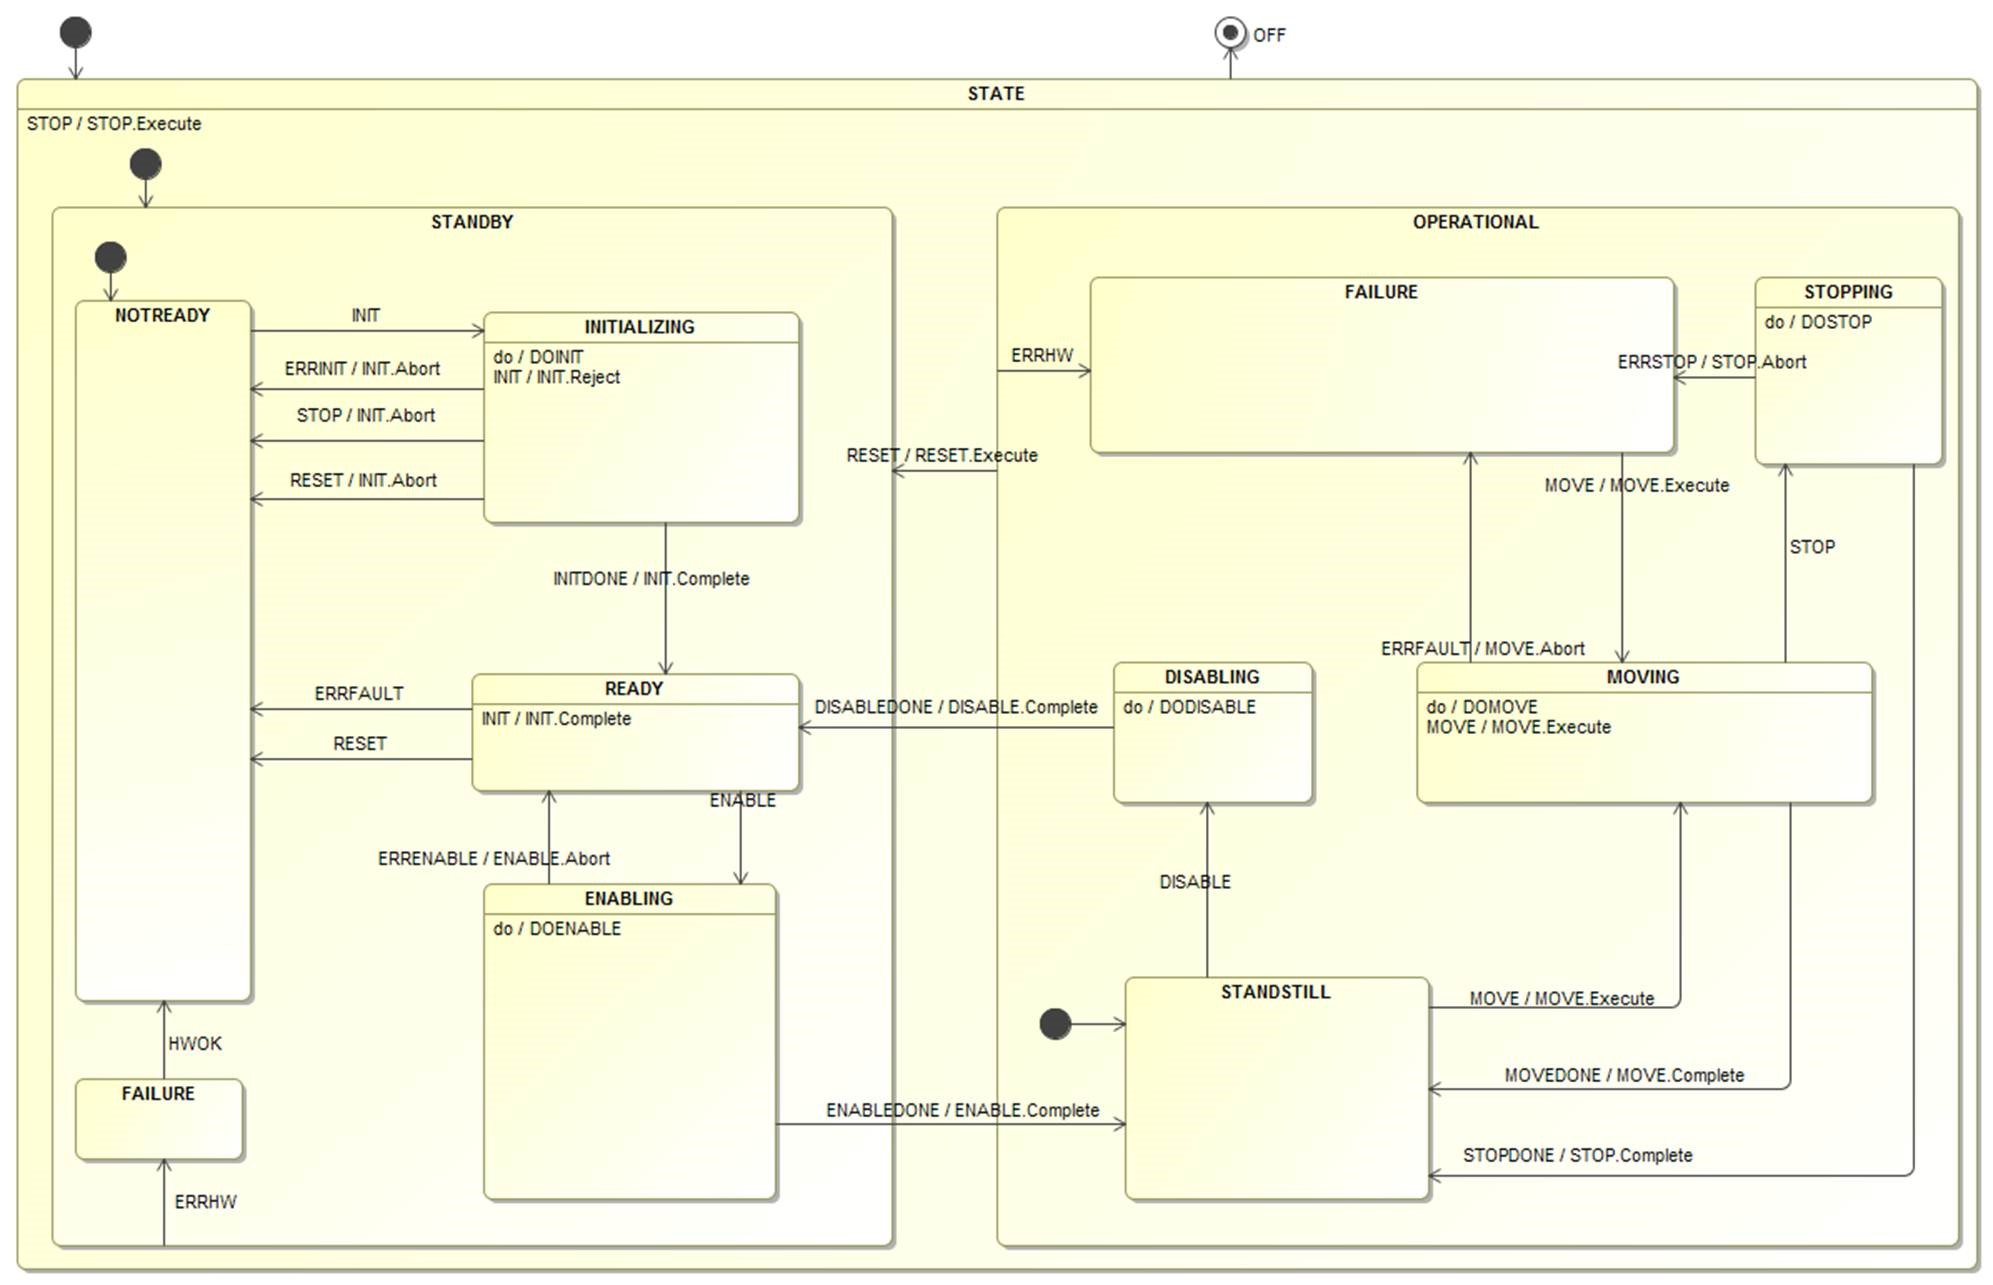 OFF
STATE
STOP / STOP.Execute
STANDBY
NOTREADY
INIT
INITIALIZING
do / DOINIT
INIT / INIT.Reject
ERRINIT / INIT.Abort
STOP / INIT.Abort
RESET / INIT.Abort
INITDONE / INIT.Complete
READY
INIT / INIT.Complete
ERRFAULT
RESET
ENABLE
ERRENABLE / ENABLE.Abort
ENABLING
do / DOENABLE
HWOK
FAILURE
ERRHW
RESET / RESET.Execute
DISABLEDONE / DISABLE.Complete
ENABLEDONE / ENABLE.Complete
OPERATIONAL
FAILURE
STOPPING
do / DOSTOP
ERRHW
ERRSTOP / STOP.Abort
MOVE / MOVE.Execute
STOP
ERRFAULT / MOVE.Abort
DISABLING
do / DODISABLE
MOVING
do / DOMOVE
MOVE / MOVE.Execute
DISABLE
STANDSTILL
MOVE / MOVE.Execute
MOVEDONE / MOVE.Complete
STOPDONE / STOP.Complete